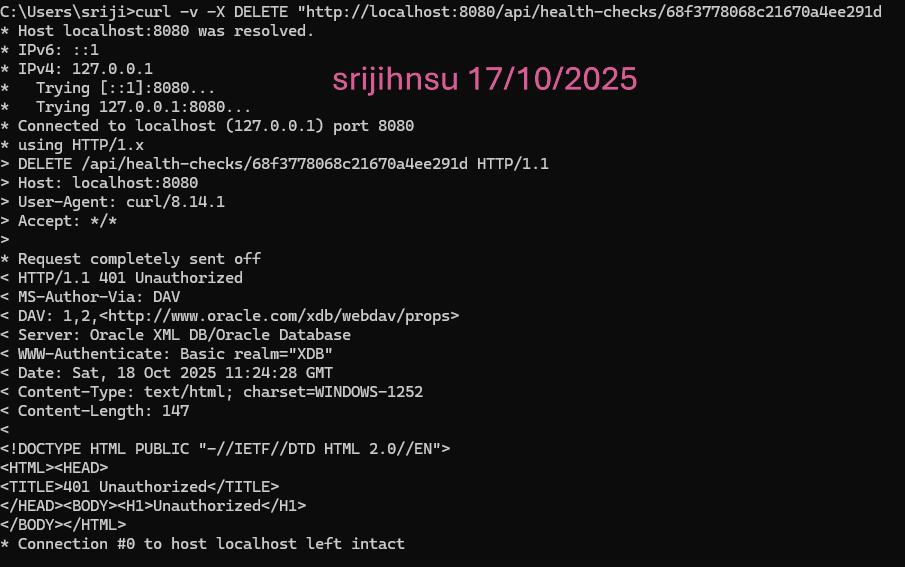 C:\Users\sriji>curl -v -X DELETE "http://localhost:8080/api/health-checks/68f3778068c21670a4ee291d
* Host localhost:8080 was resolved.
* IPv6: ::1
* IPv4: 127.0.0.1
srijihnsu 17/10/2025
*   Trying [::1]:8080...
*   Trying 127.0.0.1:8080...
* Connected to localhost (127.0.0.1) port 8080
* using HTTP/1.x
> DELETE /api/health-checks/68f3778068c21670a4ee291d HTTP/1.1
> Host: localhost:8080
> User-Agent: curl/8.14.1
> Accept: */*
>
* Request completely sent off
< HTTP/1.1 401 Unauthorized
< MS-Author-Via: DAV
< DAV: 1,2,<http://www.oracle.com/xdb/webdav/props>
< Server: Oracle XML DB/Oracle Database
< WWW-Authenticate: Basic realm="XDB"
< Date: Sat, 18 Oct 2025 11:24:28 GMT
< Content-Type: text/html; charset=WINDOWS-1252
< Content-Length: 147
<
<!DOCTYPE HTML PUBLIC "-//IETF//DTD HTML 2.0//EN">
<HTML><HEAD>
<TITLE>401 Unauthorized</TITLE>
</HEAD><BODY><H1>Unauthorized</H1>
</BODY></HTML>
* Connection #0 to host localhost left intact